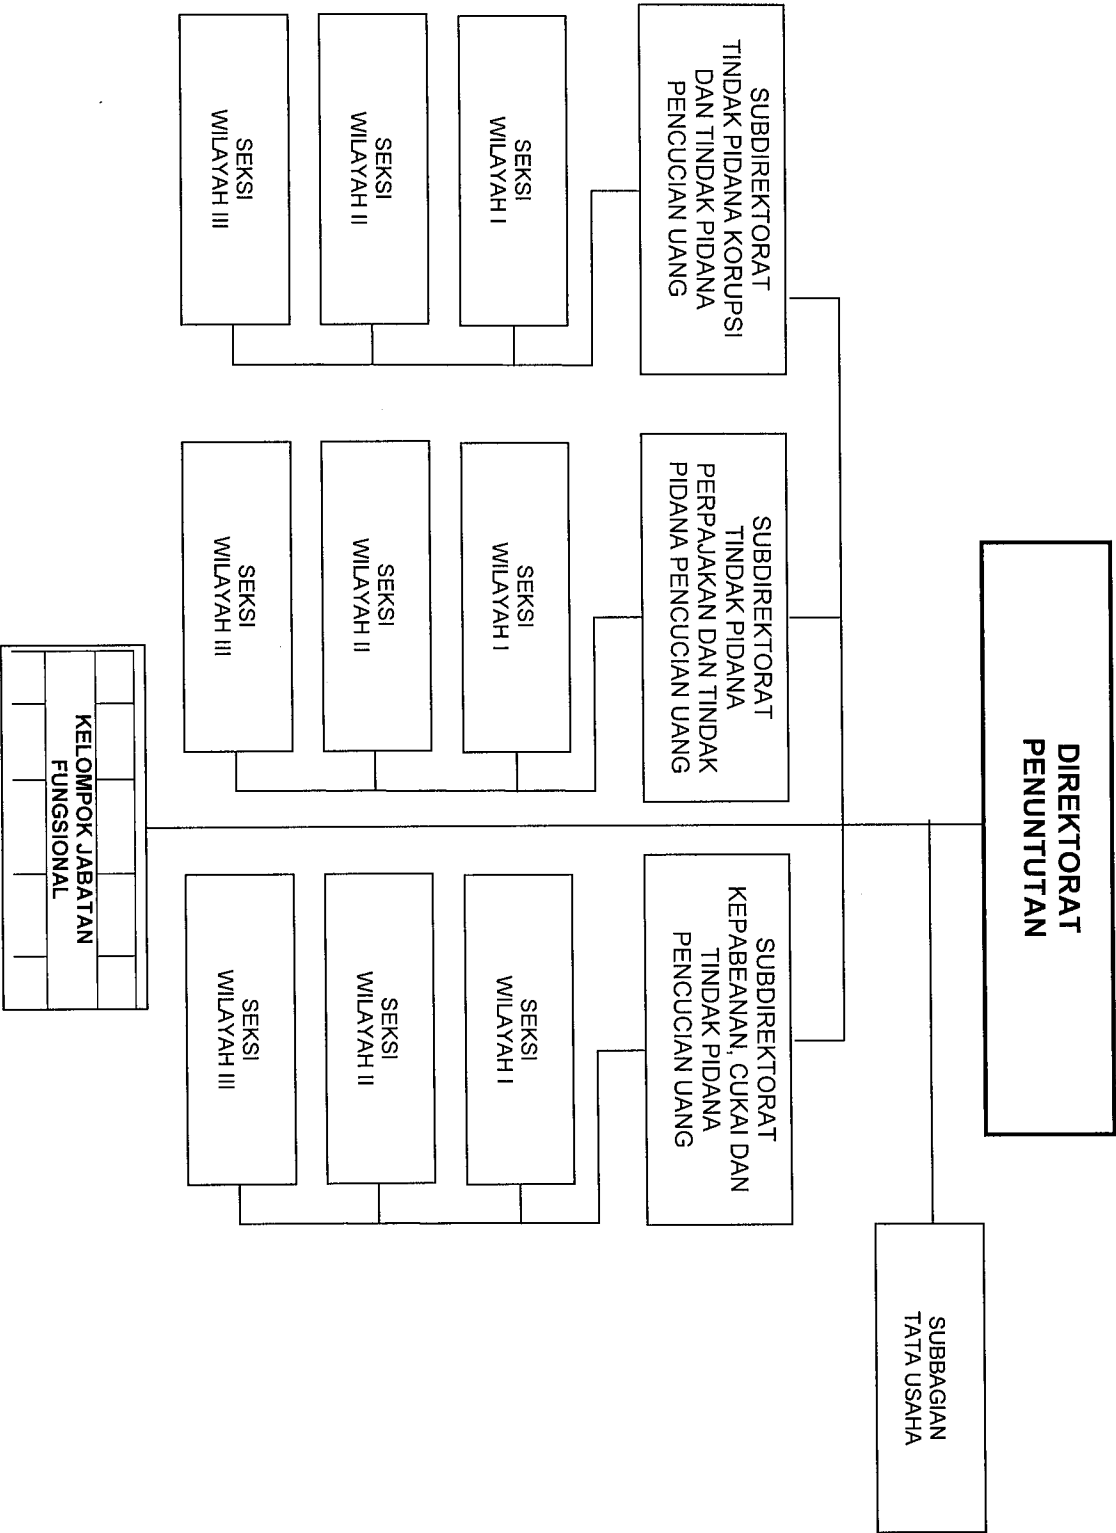 DIREKTORAT
PENUNTUTAN
SUBBAGIAN
TATA USAHA
SUBDIREKTORAT
TINDAK PIDANA KORUPSI
DAN TINDAK PIDANA
PENCUCIAN UANG
SUBDIREKTORAT
TINDAK PIDANA
PERPAJAKAN DAN TINDAK
PIDANA PENCUCIAN UANG
SUBDIREKTORAT
KEPABEANAN, CUKAI DAN
TINDAK PIDANA
PENCUCIAN UANG
SEKSI
WILAYAH I
SEKSI
WILAYAH I
SEKSI
WILAYAH I
SEKSI
WILAYAH II
SEKSI
WILAYAH II
SEKSI
WILAYAH II
SEKSI
WILAYAH III
SEKSI
WILAYAH III
SEKSI
WILAYAH III
KELOMPOK JABATAN
FUNGSIONAL